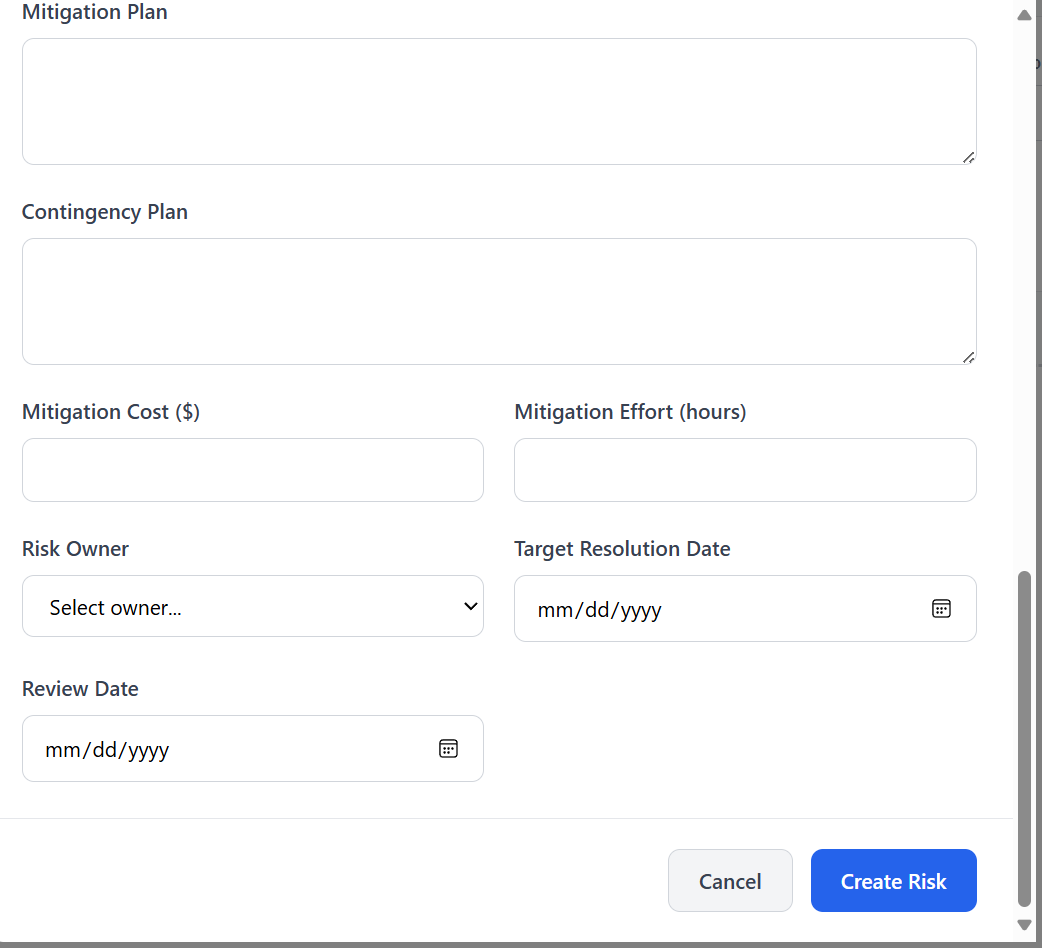 Mitigation Plan
Contingency Plan
Mitigation Cost ($)
Mitigation Effort (hours)
Risk Owner
Target Resolution Date
Select owner...
mm/dd/yyyy
Review Date
mm/dd/yyyy
Cancel
Create Risk